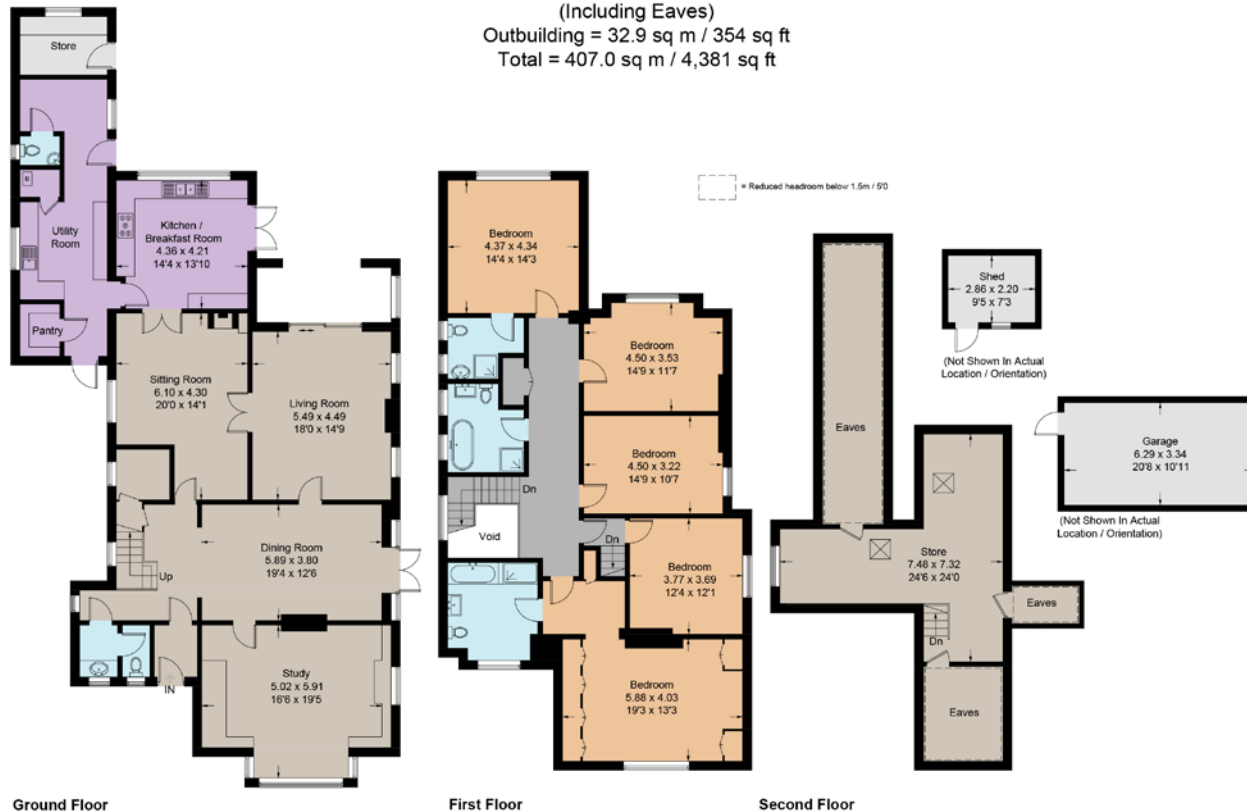 (Including Eaves)
Outbuilding = 32.9 sq m / 354 sq ft
Total = 407.0 sq m / 4,381 sq ft
Store
Utility
Room
Pantry
Kitchen /
Breakfast Room
4.36 x 4.21
14'4 x 13'10
Sitting Room
6.10 x 4.30
20'0 x 14'1
Living Room
5.49 x 4.49
18'0 x 14'9
Dining Room
5.89 x 3.80
19'4 x 12'6
Up
IN
Study
5.02 x 5.91
16'6 x 19'5
Ground Floor
Bedroom
4.37 x 4.34
14'4 x 14'3
Bedroom
4.50 x 3.53
14'9 x 11'7
Bedroom
4.50 x 3.22
14'9 x 10'7
Dn
Void
Dn
Bedroom
3.77 x 3.69
12'4 x 12'1
Bedroom
5.88 x 4.03
19'3 x 13'3
First Floor
= Reduced headroom below 1.5m / 5'0
Eaves
Store
7.48 x 7.32
24'6 x 24'0
Eaves
Dn
Eaves
Second Floor
Shed
2.86 x 2.20
9'5 x 7'3
(Not Shown In Actual
Location / Orientation)
Garage
6.29 x 3.34
20'8 x 10'11
(Not Shown In Actual
Location / Orientation)